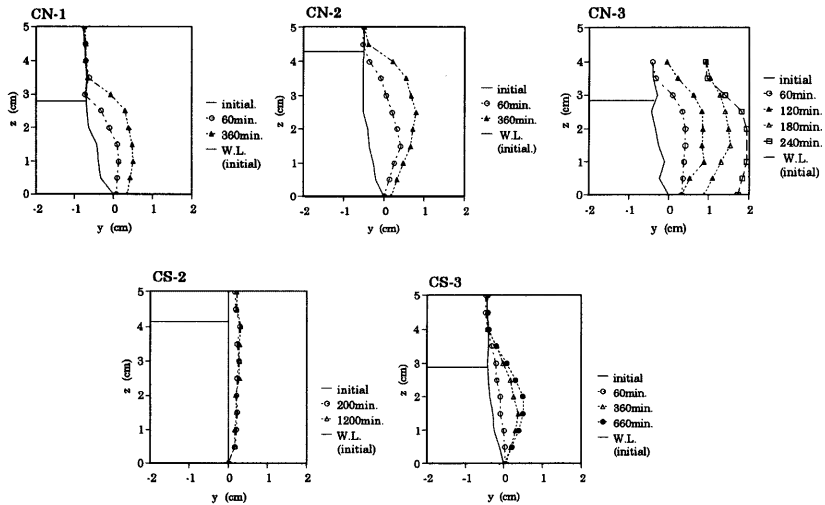 CN-1
5
4
3
2
1
0
z (cm)
-2 -1 0 1 2
y (cm)
initial.
60min.
360min.
W.L.
(initial)
CN-2
5
4
3
2
1
0
z (cm)
-2 -1 0 1 2
y (cm)
initial
60min.
360min.
W.L.
(initial.)
CN-3
5
4
3
2
1
0
z (cm)
-2 -1 0 1 2
y (cm)
initial
60min.
120min.
180min.
240min.
W.L.
(initial)
CS-2
5
4
3
2
1
0
z (cm)
-2 -1 0 1 2
y (cm)
initial
200min.
1200min.
W.L.
(initial)
CS-3
5
4
3
2
1
0
z (cm)
-2 -1 0 1 2
y (cm)
initial
60min.
360min.
660min.
W.L.
(initial)